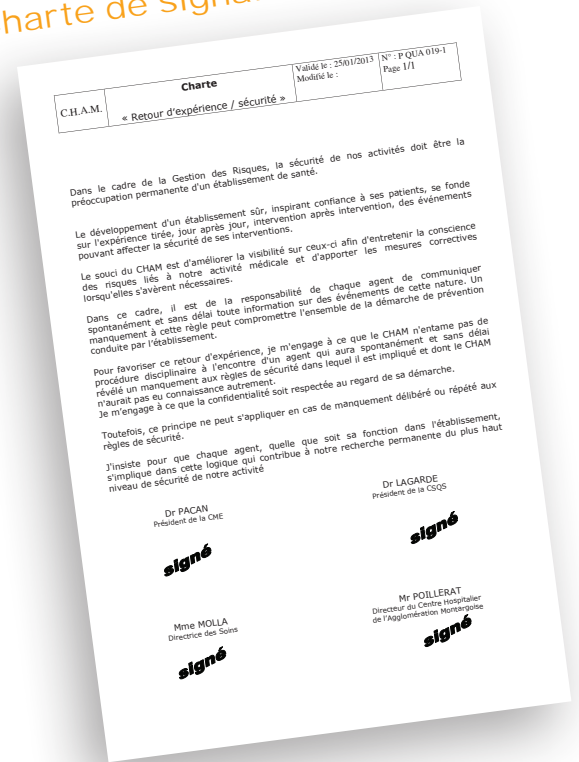 harte de signa
C.H.A.M.
Charte
« Retour d'expérience / sécurité »
Validé le : 25/01/2013
Modifié le :
N° : P QUA 019-1
Page 1/1
Dans le cadre de la Gestion des Risques, la sécurité de nos activités doit être la
préoccupation permanente d'un établissement de santé.
Le développement d'un établissement sûr, inspirant confiance à ses patients, se fonde
sur l'expérience tirée, jour après jour, intervention après intervention, des événements
pouvant affecter la sécurité de ses interventions.
Le souci du CHAM est d'améliorer la visibilité sur ceux-ci afin d'entretenir la conscience
des risques liés à notre activité médicale et d'apporter les mesures correctives
lorsqu'elles s'avèrent nécessaires.
Dans ce cadre, il est de la responsabilité de chaque agent de communiquer
spontanément et sans délai toute information sur des événements de cette nature. Un
manquement à cette règle peut compromettre l'ensemble de la démarche de prévention
conduite par l'établissement.
Pour favoriser ce retour d'expérience, je m'engage à ce que le CHAM n'entame pas de
procédure disciplinaire à l'encontre d'un agent qui aura spontanément et sans délai
révélé un manquement aux règles de sécurité dans lequel il est impliqué et dont le CHAM
n'aurait pas eu connaissance autrement.
Je m'engage à ce que la confidentialité soit respectée au regard de sa démarche.
Toutefois, ce principe ne peut s'appliquer en cas de manquement délibéré ou répété aux
règles de sécurité.
J'insiste pour que chaque agent, quelle que soit sa fonction dans l'établissement,
s'implique dans cette logique qui contribue à notre recherche permanente du plus haut
niveau de sécurité de notre activité
Dr PACAN
Président de la CME
signé
Dr LAGARDE
Président de la CSQS
signé
Mme MOLLA
Directrice des Soins
signé
Mr POILLERAT
Directeur du Centre Hospitalier
de l'Agglomération Montargoise
signé